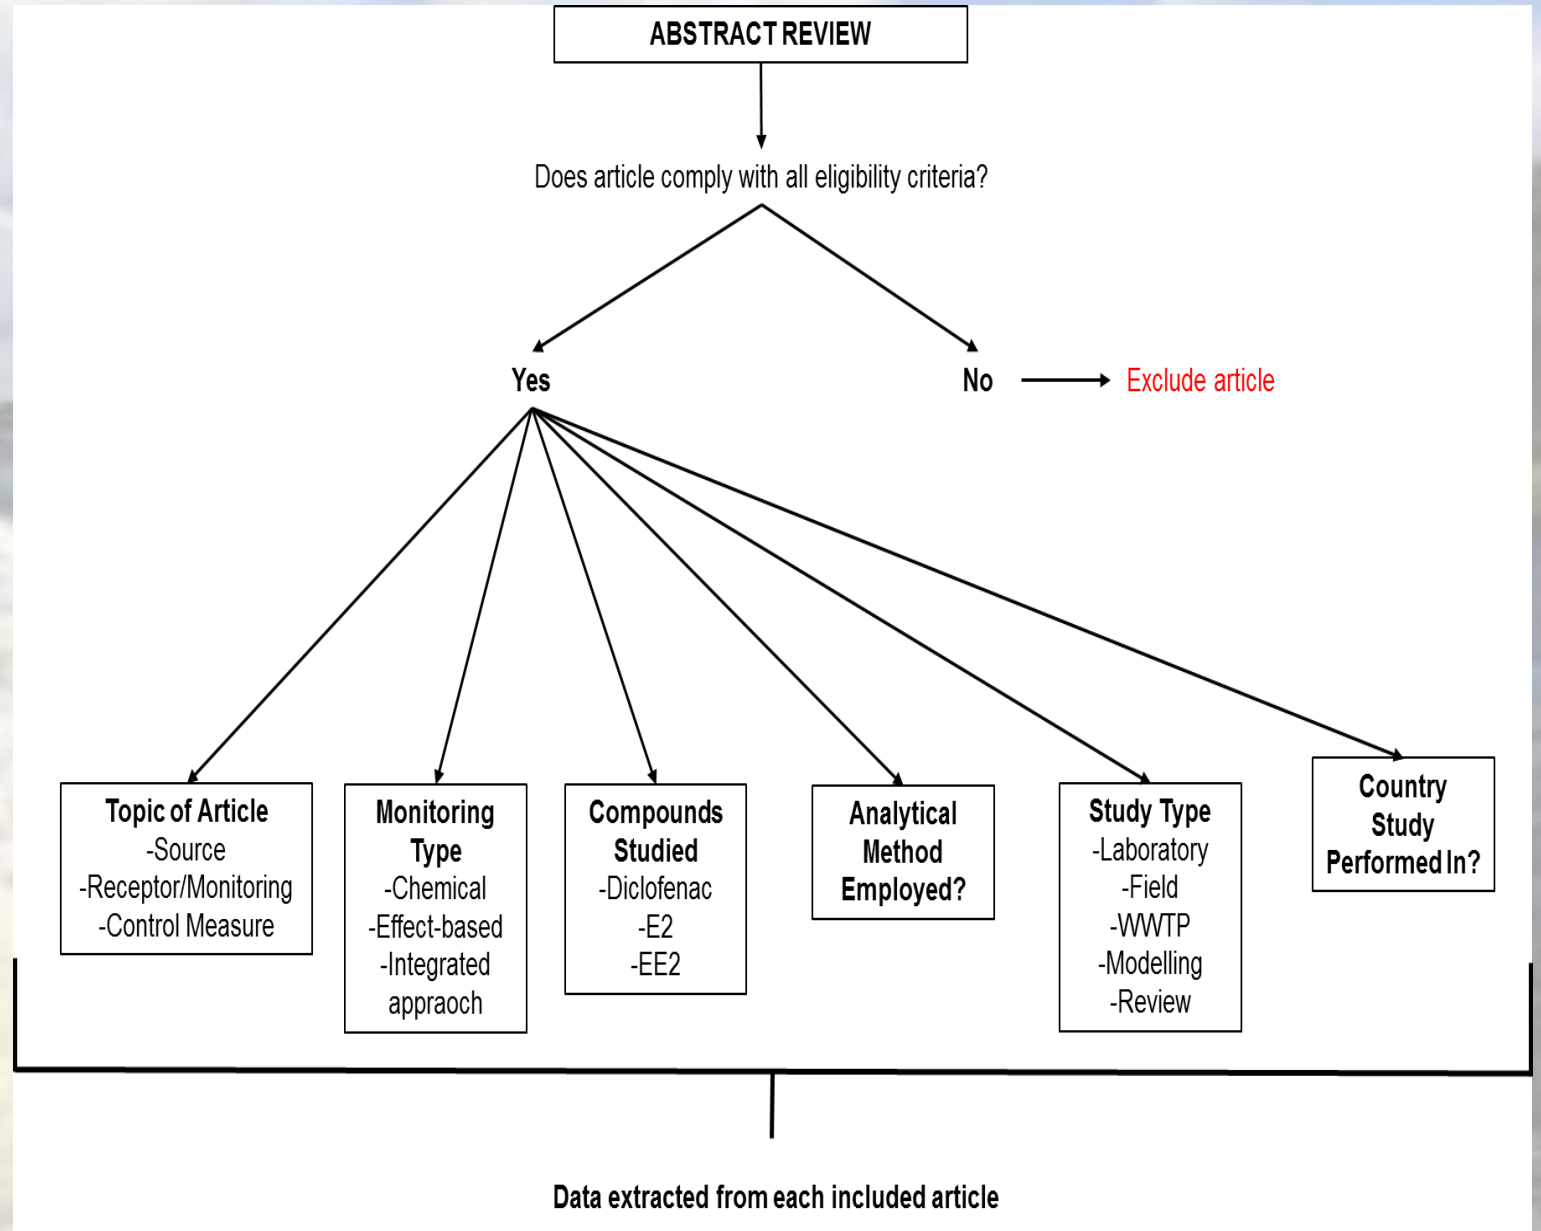 ABSTRACT REVIEW
Does article comply with all eligibility criteria?
Yes
No
Exclude article
Topic of Article
-Source
-Receptor/Monitoring
-Control Measure
Monitoring
Type
-Chemical
-Effect-based
-Integrated
appraoch
Compounds
Studied
-Diclofenac
-E2
-EE2
Analytical
Method
Employed?
Study Type
-Laboratory
-Field
-WWTP
-Modelling
-Review
Country
Study
Performed In?
Data extracted from each included article